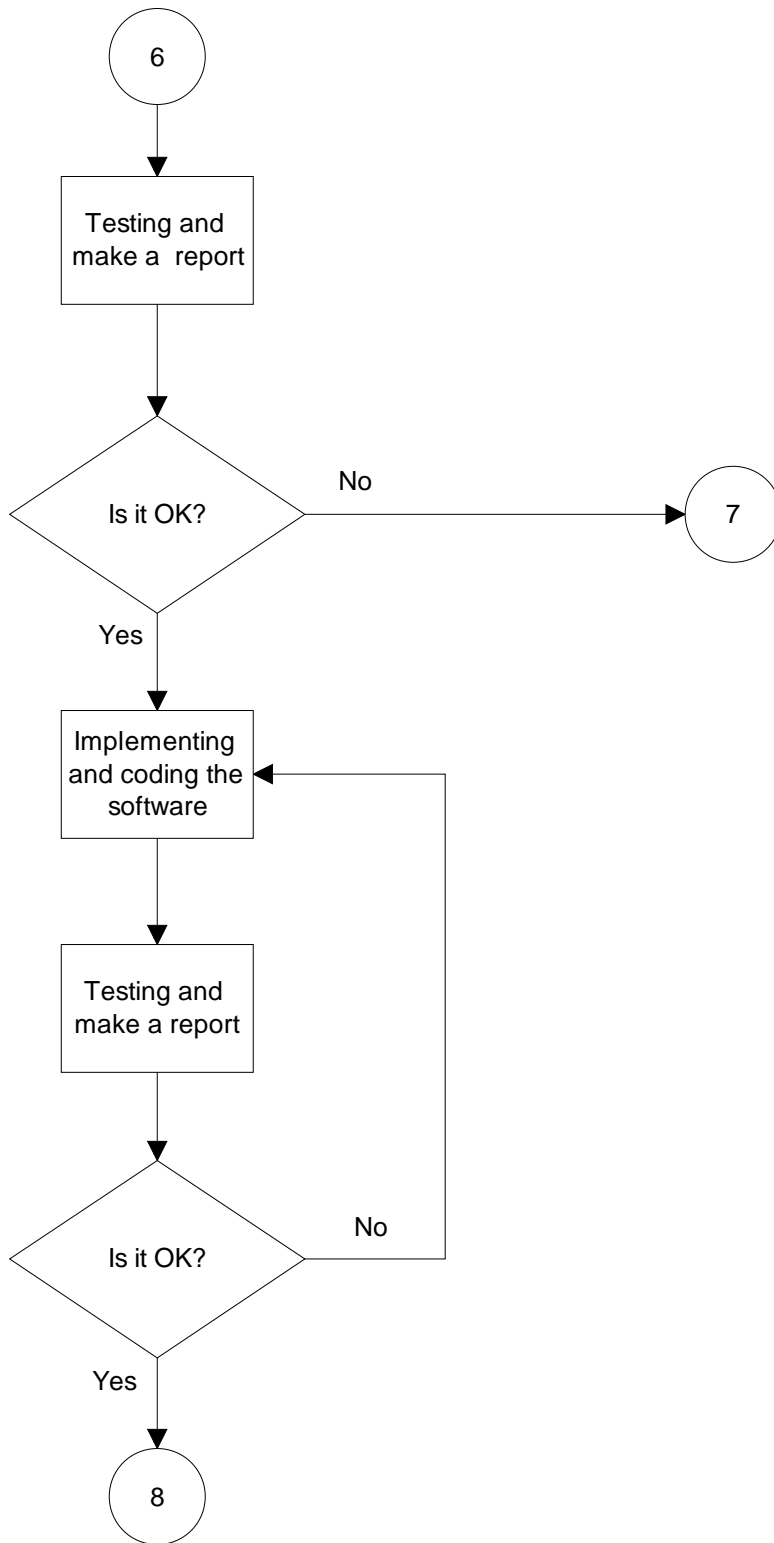 6
Testing and
make a  report
Is it OK?
No
7
Yes
Implementing
and coding the
software
Testing and
make a report
Is it OK?
No
Yes
8